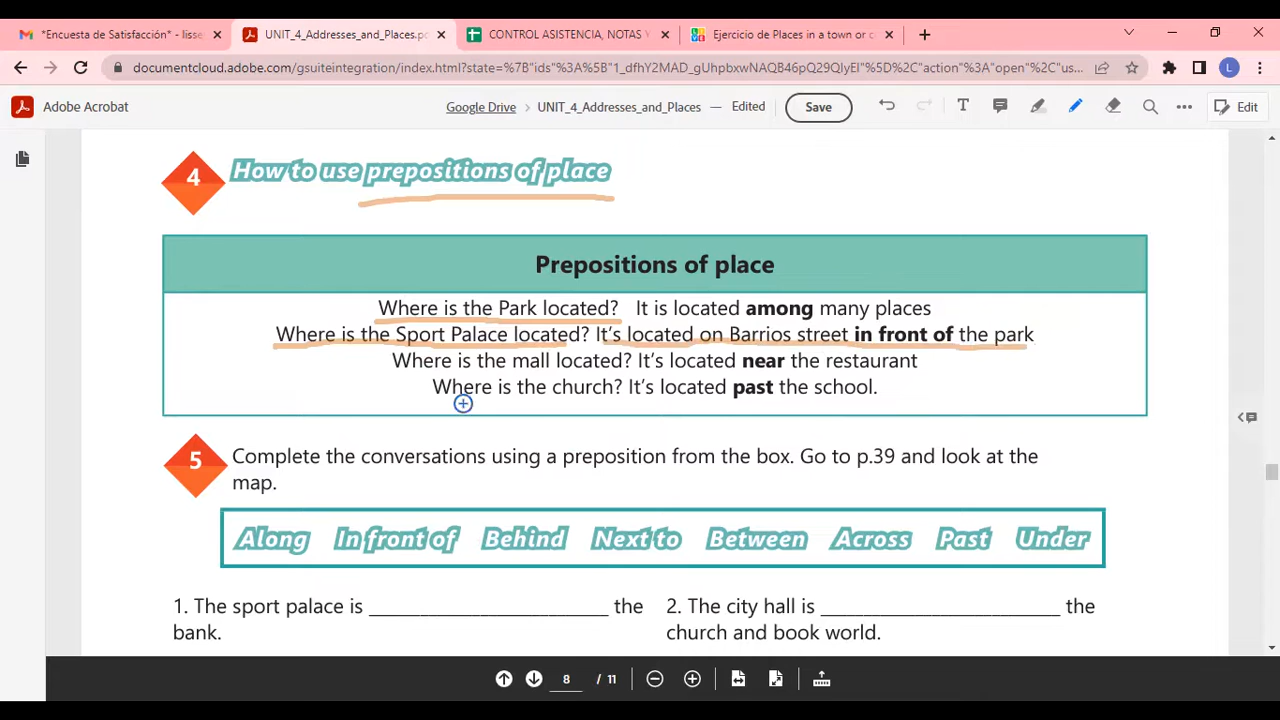 *Encuesta de Satisfacción* - lisse
UNIT_4_Addresses_and_Places.pd
CONTROL ASISTENCIA, NOTAS
Ejercicio de Places in a town or c
documentcloud.adobe.com/gsuiteintegration/index.html?state=%7B"ids"%3A%5B"1_dfhY2MAD_gUhpbxwNAQB46pQ29QIyEI"%5D%2C"action"%3A"open"%2C"us...
L
Adobe Acrobat
Google Drive > UNIT_4_Addresses_and_Places — Edited
Save
Edit
4
How to use prepositions of place
Prepositions of place
Where is the Park located? It is located among many places
Where is the Sport Palace located? It's located on Barrios street in front of the park
Where is the mall located? It's located near the restaurant
Where is the church? It's located past the school.
5
Complete the conversations using a preposition from the box. Go to p.39 and look at the
map.
Along In front of Behind Next to Between Across Past Under
1. The sport palace is ______________________ the
bank.
2. The city hall is ______________________ the
church and book world.
8 / 11